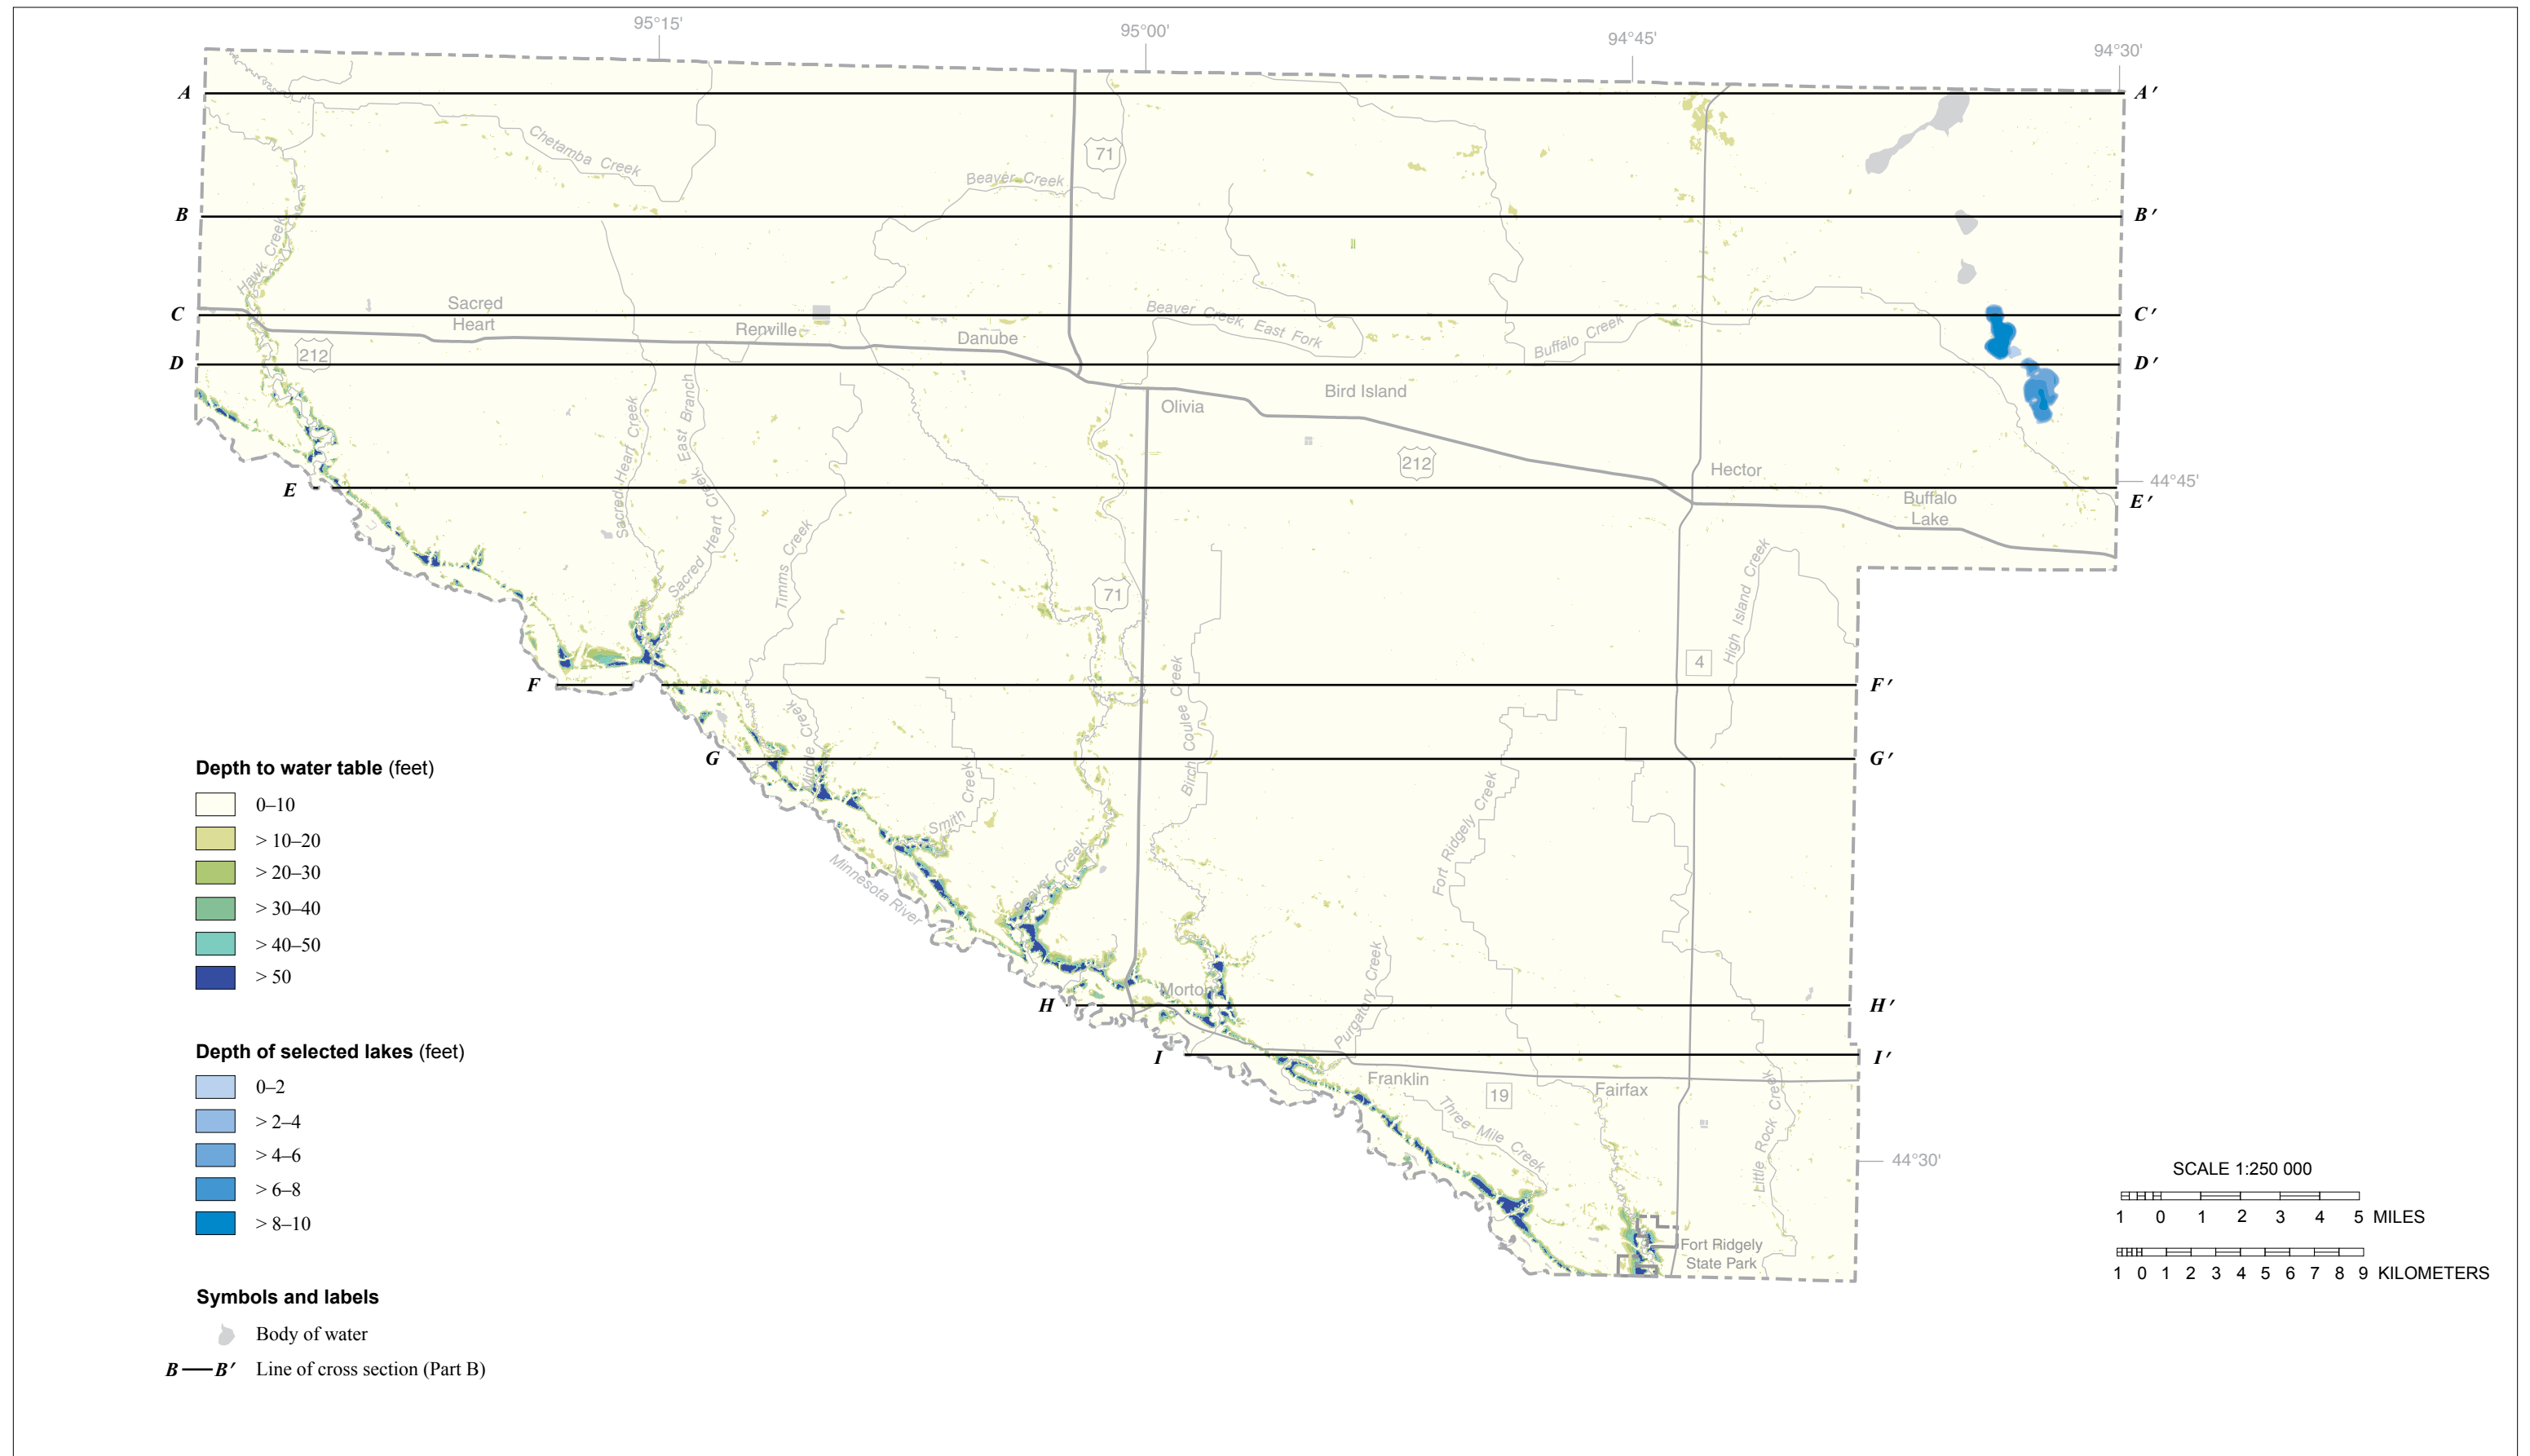 95°15'
95°00'
94°45'
94°30'
A
A′
Chetamba Creek
71
Beaver Creek
B
B′
Hawk Creek
C
Sacred
Heart
Renville
Danube
Beaver Creek, East Fork
Buffalo Creek
C′
212
D
D′
Bird Island
Olivia
Sacred Heart Creek
Sacred Heart Creek, East Branch
212
Hector
44°45'
E
E′
Buffalo
Lake
Timms Creek
High Island Creek
71
4
F
F′
Birch Coulee Creek
Middle Creek
G
G′
Smith Creek
Fort Ridgely Creek
Minnesota River
Beaver Creek
Morton
Purgatory Creek
H
H′
I
I′
Franklin
19
Fairfax
Three Mile Creek
Little Rock Creek
44°30'
Fort Ridgely
State Park
Depth to water table (feet)
0–10
> 10–20
> 20–30
> 30–40
> 40–50
> 50
Depth of selected lakes (feet)
0–2
> 2–4
> 4–6
> 6–8
> 8–10
Symbols and labels
Body of water
B B′ Line of cross section (Part B)
SCALE 1:250 000
1 0 1 2 3 4 5 MILES
1 0 1 2 3 4 5 6 7 8 9 KILOMETERS